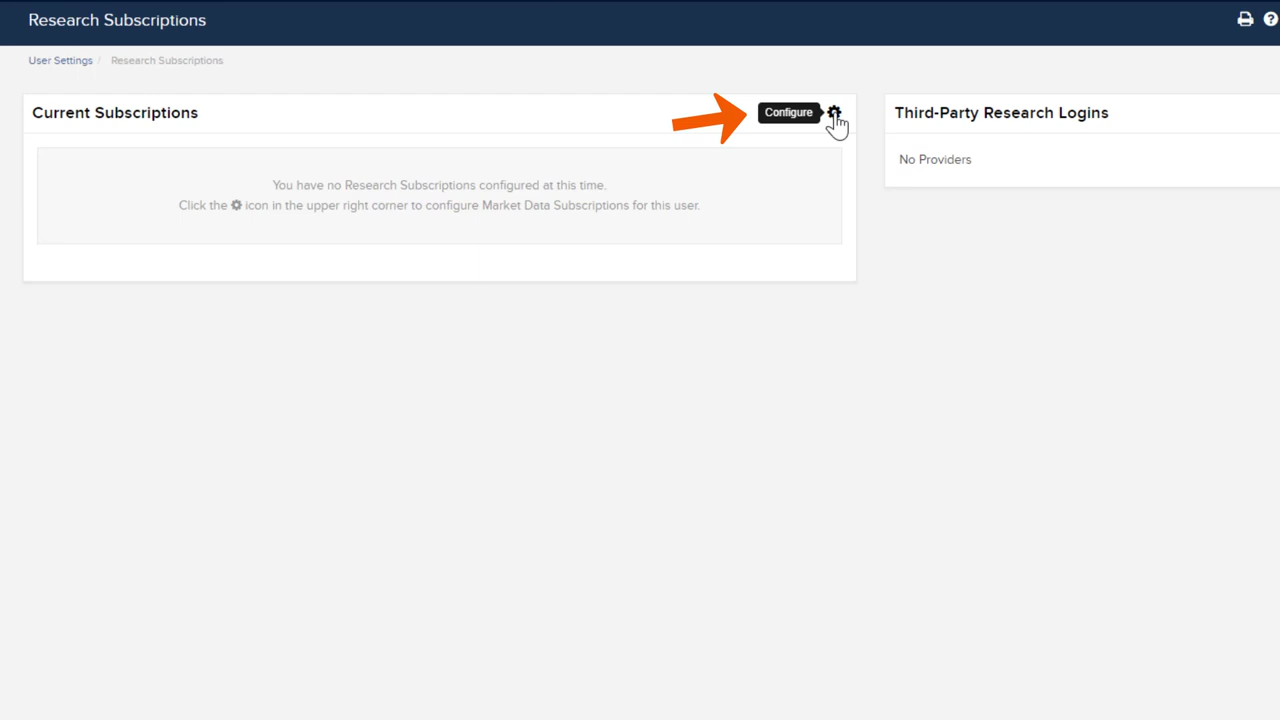 Research Subscriptions
User Settings / Research Subscriptions
Current Subscriptions
Configure
You have no Research Subscriptions configured at this time.
Click the icon in the upper right corner to configure Market Data Subscriptions for this user.
Third-Party Research Logins
No Providers